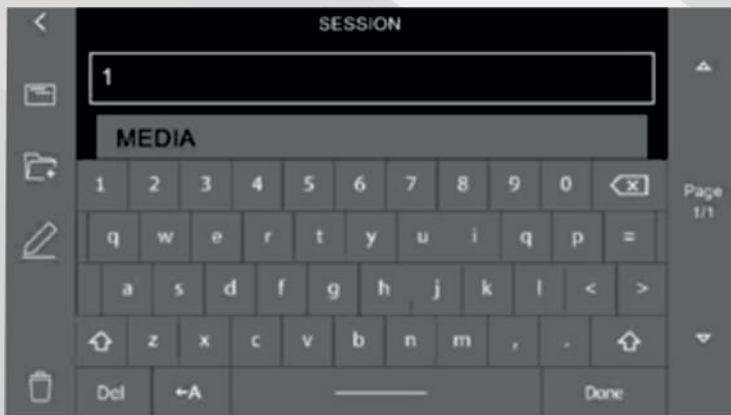 SESSION
1
MEDIA
1 2 3 4 5 6 7 8 9 0
Page
1/1
q w e r t y u i q p =
a s d f g h j k l < >
z x c v b n m , .
Del ←A Done